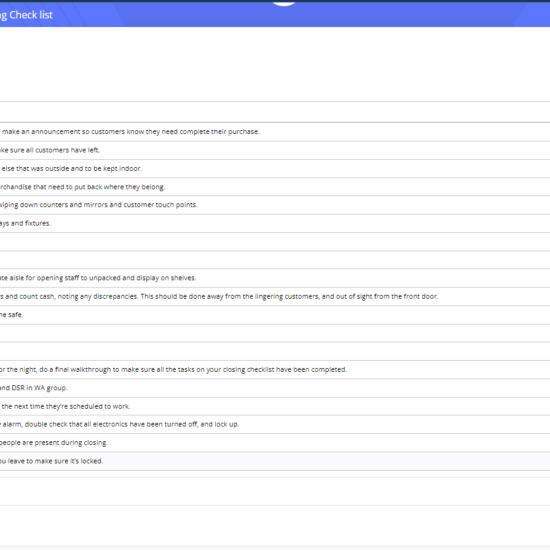 g Check list
make an announcement so customers know they need complete their purchase.
ke sure all customers have left.
else that was outside and to be kept indoor.
rchandise that need to put back where they belong.
wiping down counters and mirrors and customer touch points.
ays and fixtures.
te aisle for opening staff to unpacked and display on shelves.
s and count cash, noting any discrepancies. This should be done away from the lingering customers, and out of sight from the front door.
he safe.
or the night, do a final walkthrough to make sure all the tasks on your closing checklist have been completed.
and DSR in WA group.
the next time they're scheduled to work.
alarm, double check that all electronics have been turned off, and lock up.
people are present during closing.
ou leave to make sure it's locked.